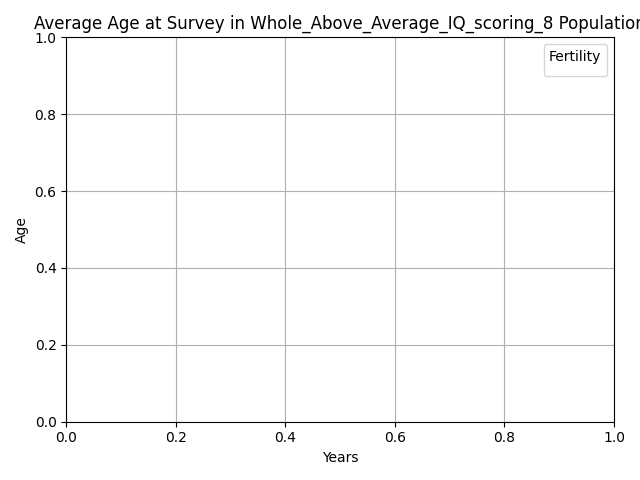 Average Age at Survey in Whole_Above_Average_IQ_scoring_8 Population
Fertility
1.0
0.8
0.6
0.4
0.2
0.0
Age
0.0 0.2 0.4 0.6 0.8 1.0
Years